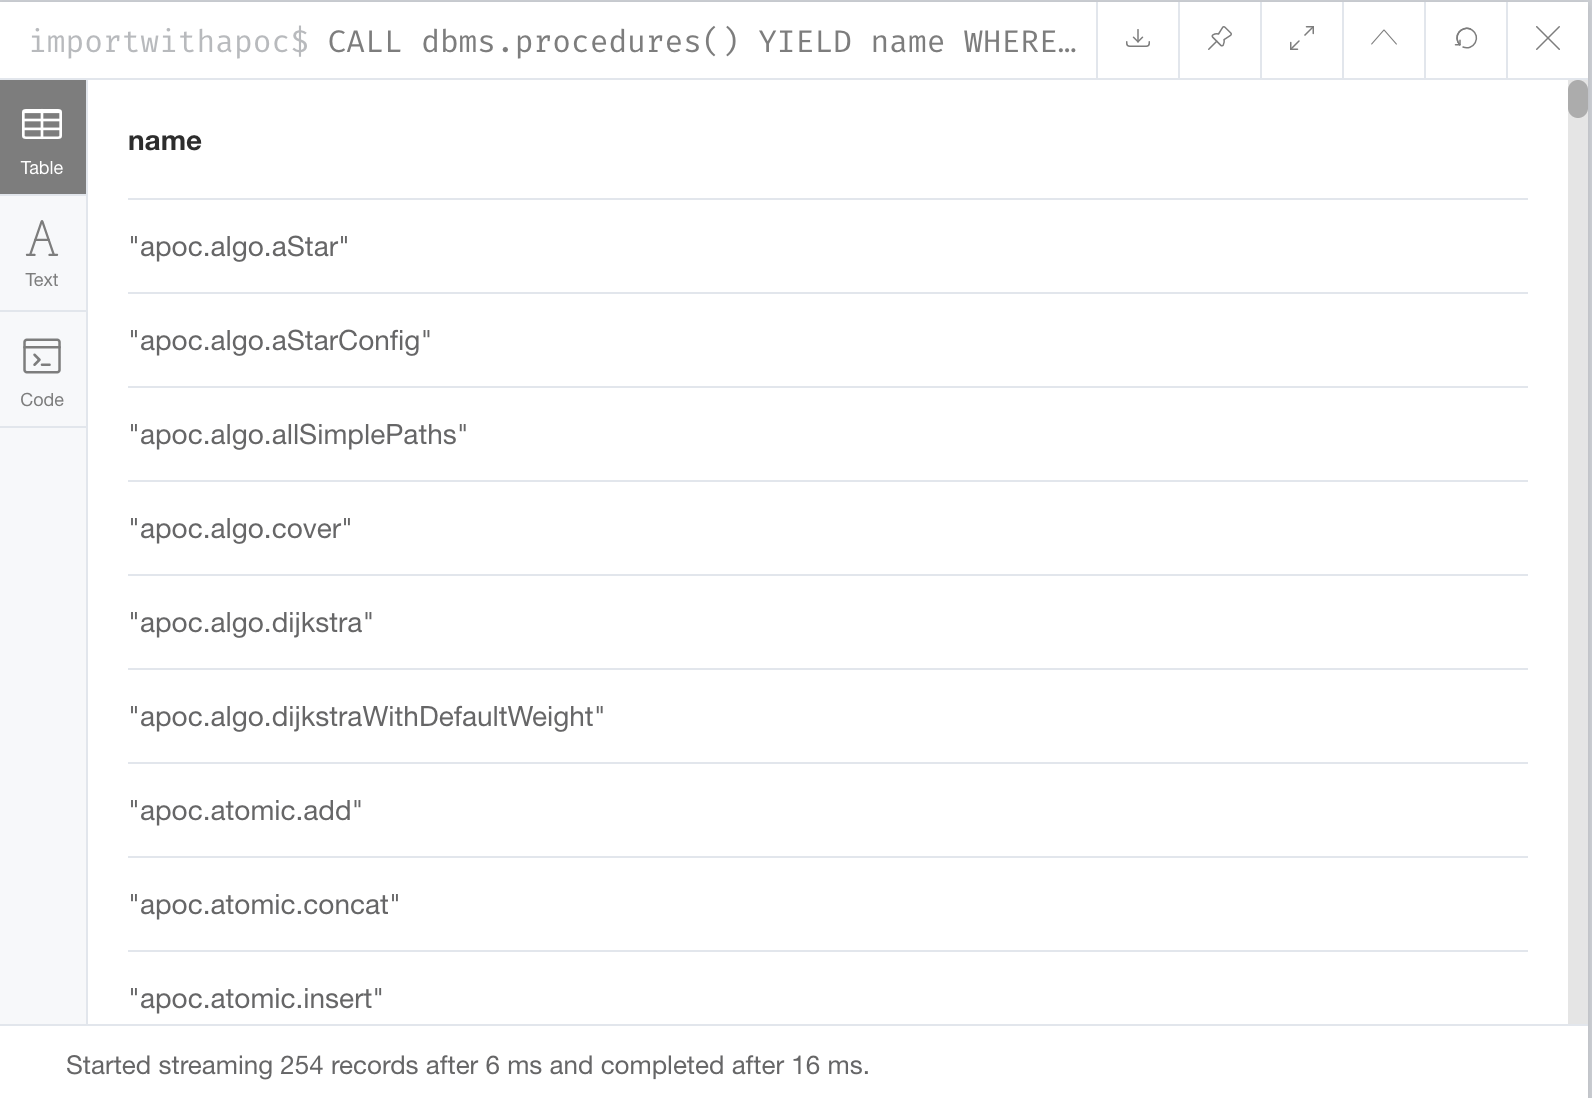 importwithapoc$ CALL dbms.procedures() YIELD name WHERE…
Table
Text
Code
name
"apoc.algo.aStar"
"apoc.algo.aStarConfig"
"apoc.algo.allSimplePaths"
"apoc.algo.cover"
"apoc.algo.dijkstra"
"apoc.algo.dijkstraWithDefaultWeight"
"apoc.atomic.add"
"apoc.atomic.concat"
"apoc.atomic.insert"
Started streaming 254 records after 6 ms and completed after 16 ms.